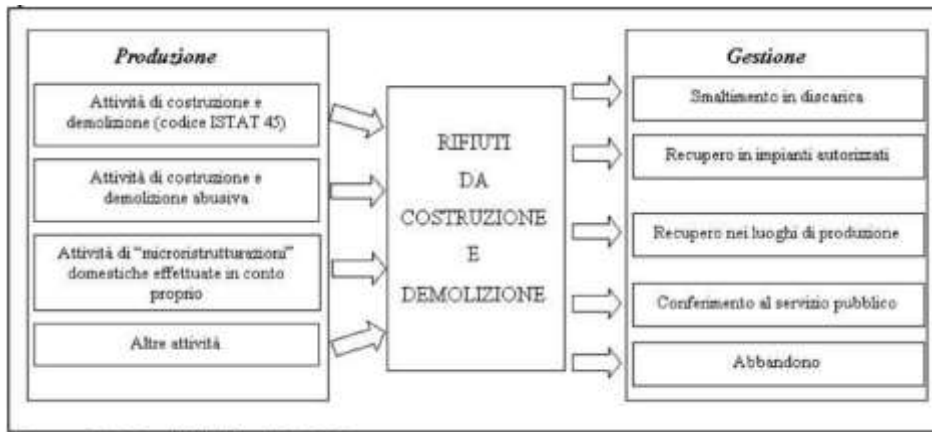 Produzione
Attività di costruzione e
demolizione (codice ISTAT 45)
Attività di costruzione e
demolizione abusiva
Attività di "microristrutturazioni"
domestiche effettuate in conto
proprio
Altre attività
RIFIUTI
DA
COSTRUZIONE
E
DEMOLIZIONE
Gestione
Smaltimento in discarica
Recupero in impianti autorizzati
Recupero nei luoghi di produzione
Conferimento al servizio pubblico
Abbandono